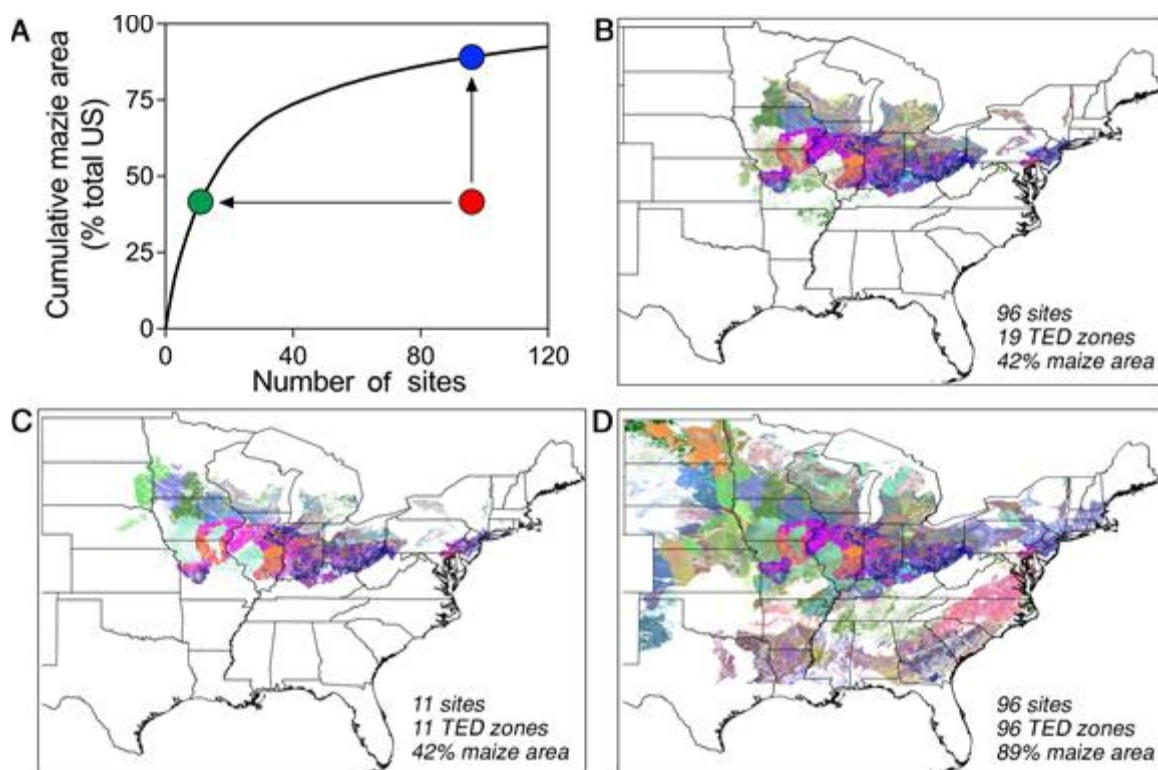 A
Cumulative mazie area
(% total US)
100
75
50
25
0
0 40 80 120
Number of sites
B
96 sites
19 TED zones
42% maize area
C
11 sites
11 TED zones
42% maize area
D
96 sites
96 TED zones
89% maize area